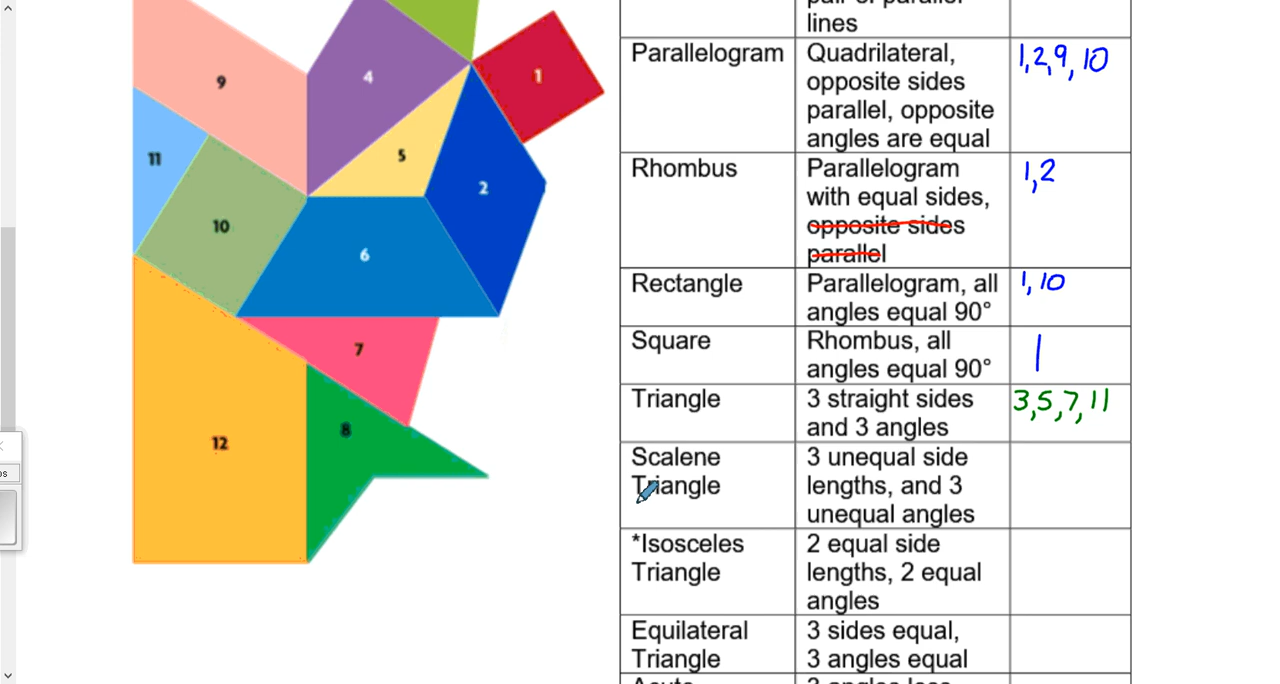 9
4
1
11
5
2
10
6
7
8
12
lines
Parallelogram
Quadrilateral,
opposite sides
parallel, opposite
angles are equal
1,2,9, 10
Rhombus
Parallelogram
with equal sides,
opposite sides
parallel
1,2
Rectangle
Parallelogram, all
angles equal 90°
1, 10
Square
Rhombus, all
angles equal 90°
1
Triangle
3 straight sides
and 3 angles
3,5,7,11
Scalene
Triangle
3 unequal side
lengths, and 3
unequal angles
*Isosceles
Triangle
2 equal side
lengths, 2 equal
angles
Equilateral
Triangle
3 sides equal,
3 angles equal